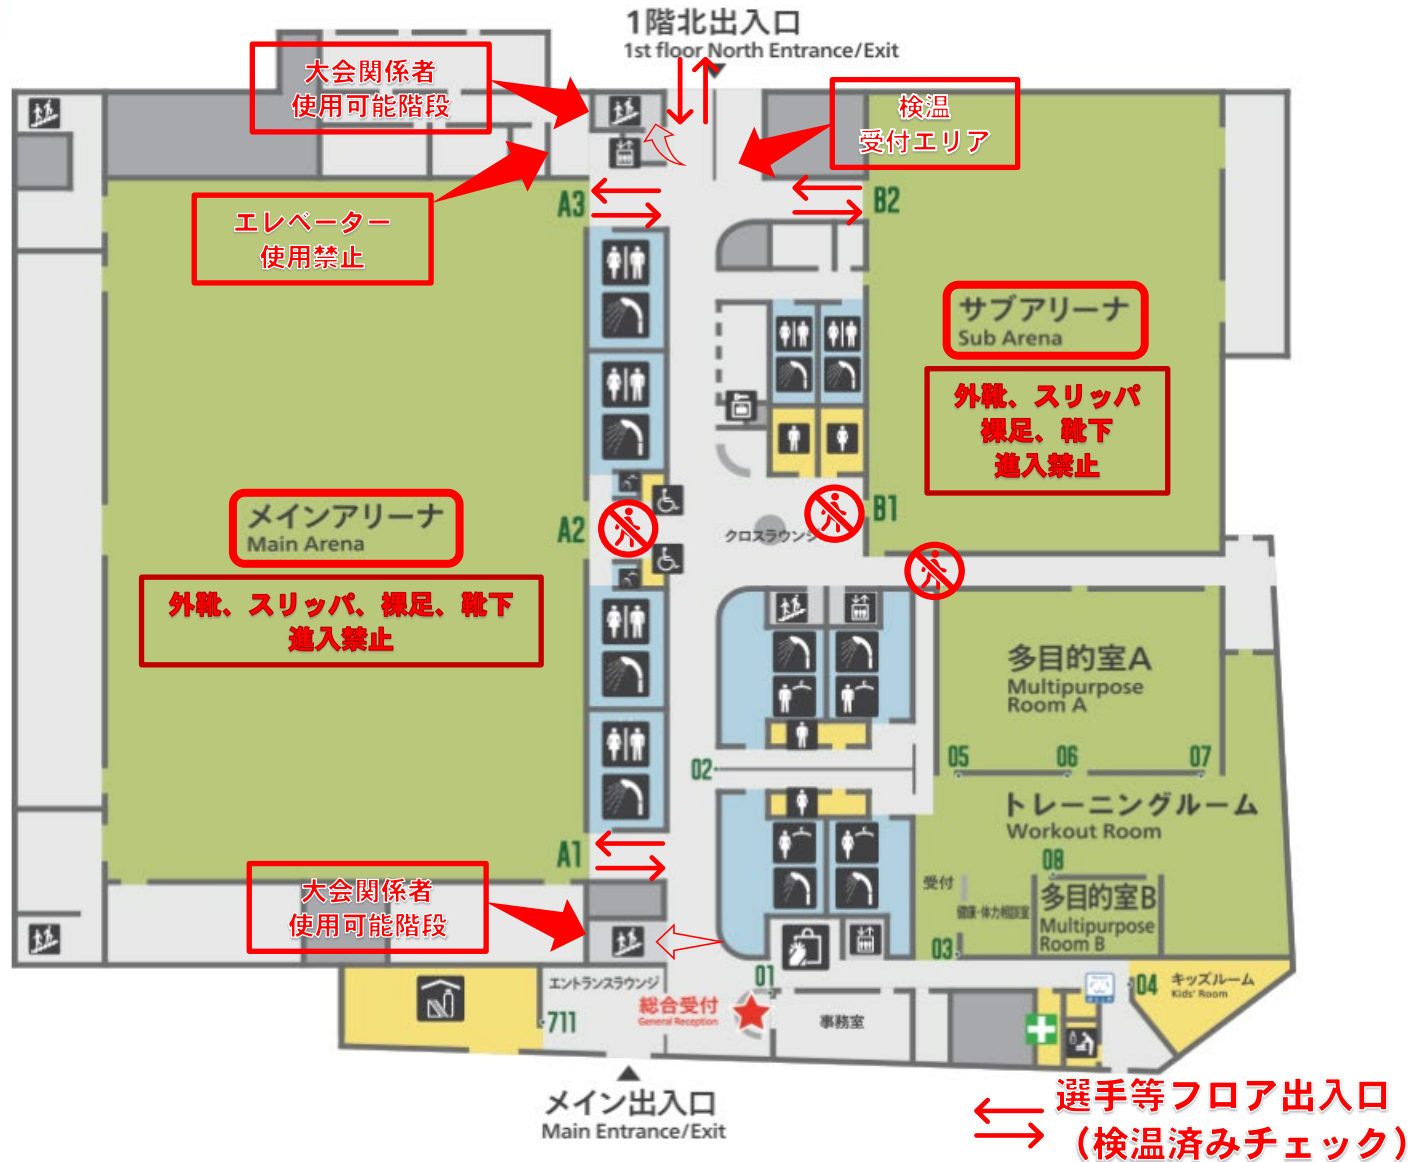 1階北出入口
1st floor North Entrance/Exit
大会関係者
使用可能階段
検温
受付エリア
エレベーター
使用禁止
A3
B2
サブアリーナ
Sub Arena
外靴、スリッパ
裸足、靴下
進入禁止
メインアリーナ
Main Arena
A2
B1
クロスラウンジ
外靴、スリッパ、裸足、靴下
進入禁止
多目的室A
Multipurpose
Room A
02
05
06
07
トレーニングルーム
Workout Room
A1
08
受付
健康・体力相談室
多目的室B
Multipurpose
Room B
大会関係者
使用可能階段
03
エントランスラウンジ
01
総合受付
General Reception
事務室
04
キッズルーム
Kids' Room
711
メイン出入口
Main Entrance/Exit
選手等フロア出入口
（検温済みチェック）